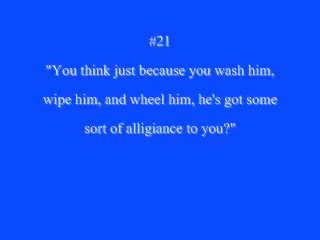 #21
"You think just because you wash him,
wipe him, and wheel him, he's got some
sort of alligiance to you?"